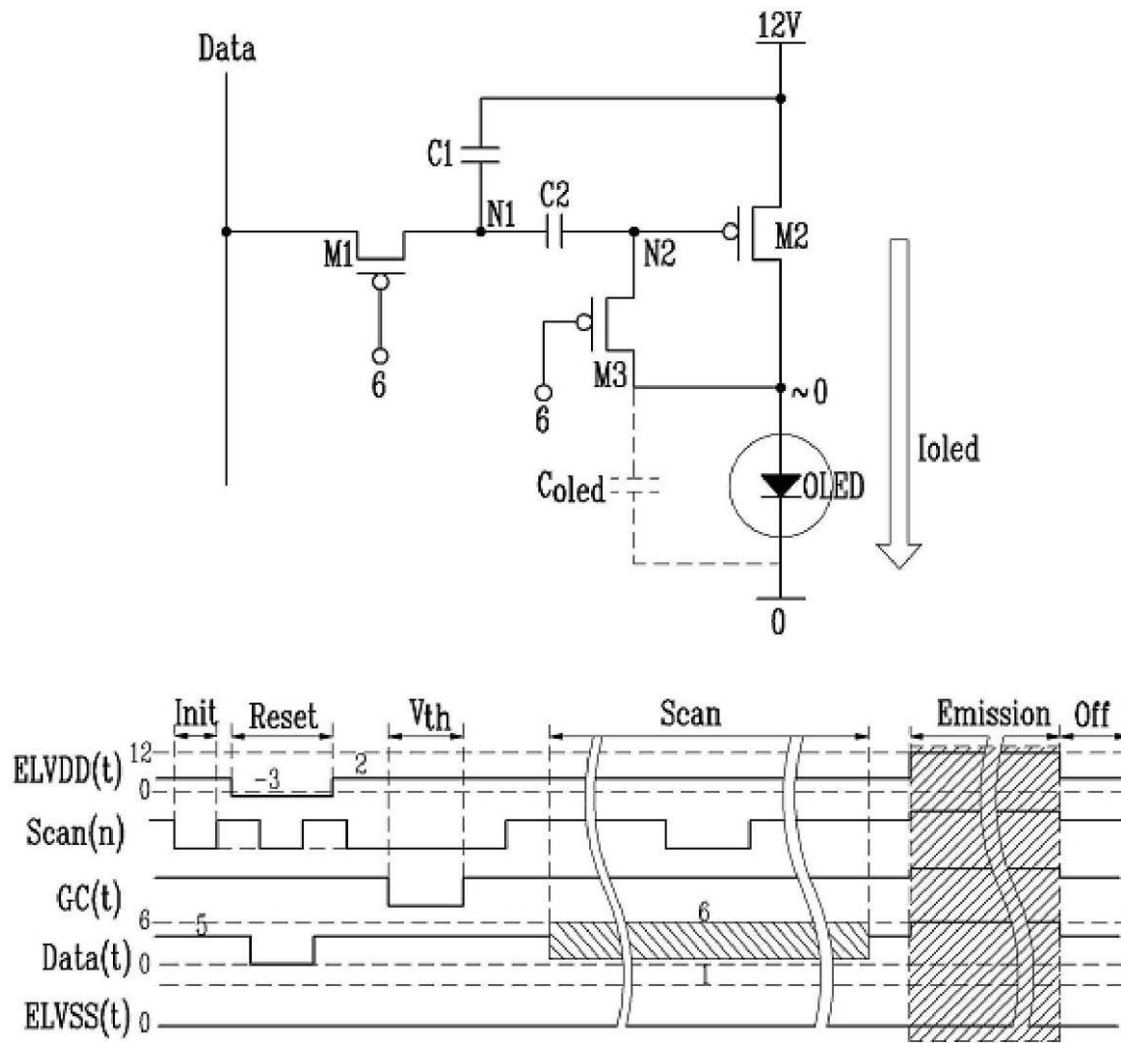 12V
Data
C1
C2
N1
M1
N2
M2
6
M3
6
~0
Ioled
Coled
OLED
0
Init Reset Vth Scan Emission Off
ELVDD(t) 12 0 -3 2
Scan(n)
GC(t)
Data(t) 6 5 0 6 1
ELVSS(t) 0